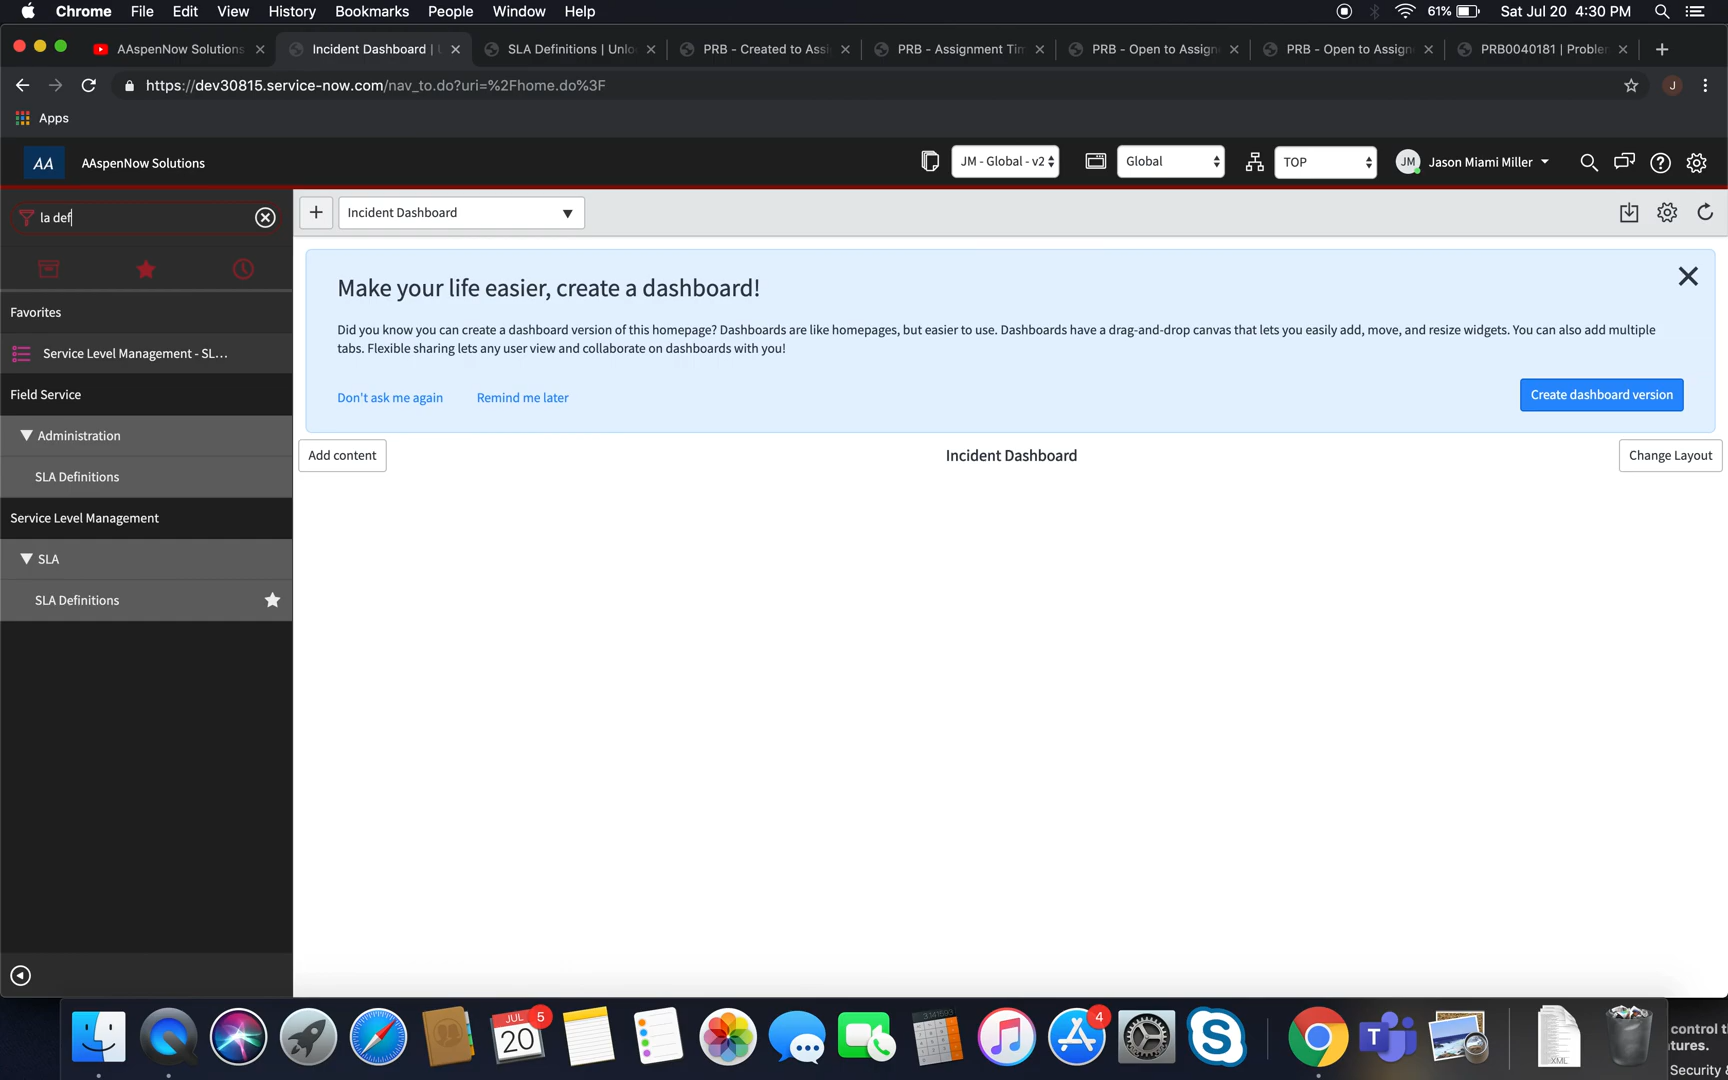 Chrome File Edit View History Bookmarks People Window Help 61% Sat Jul 20 4:30 PM
AAspenNow Solutions Incident Dashboard | SLA Definitions | Unlo PRB - Created to Assi PRB - Assignment Tim PRB - Open to Assign PRB - Open to Assign PRB0040181 | Problem
https://dev30815.service-now.com/nav_to.do?uri=%2Fhome.do%3F J
Apps
AA AAspenNow Solutions JM - Global - v2 Global TOP JM Jason Miami Miller
la def
Incident Dashboard
Favorites
Service Level Management - SL...
Field Service
Administration
SLA Definitions
Service Level Management
SLA
SLA Definitions
Make your life easier, create a dashboard!
Did you know you can create a dashboard version of this homepage? Dashboards are like homepages, but easier to use. Dashboards have a drag-and-drop canvas that lets you easily add, move, and resize widgets. You can also add multiple
tabs. Flexible sharing lets any user view and collaborate on dashboards with you!
Don't ask me again Remind me later Create dashboard version
Add content Incident Dashboard Change Layout
JUL
20
5
4
XML
control t
tures.
Security &